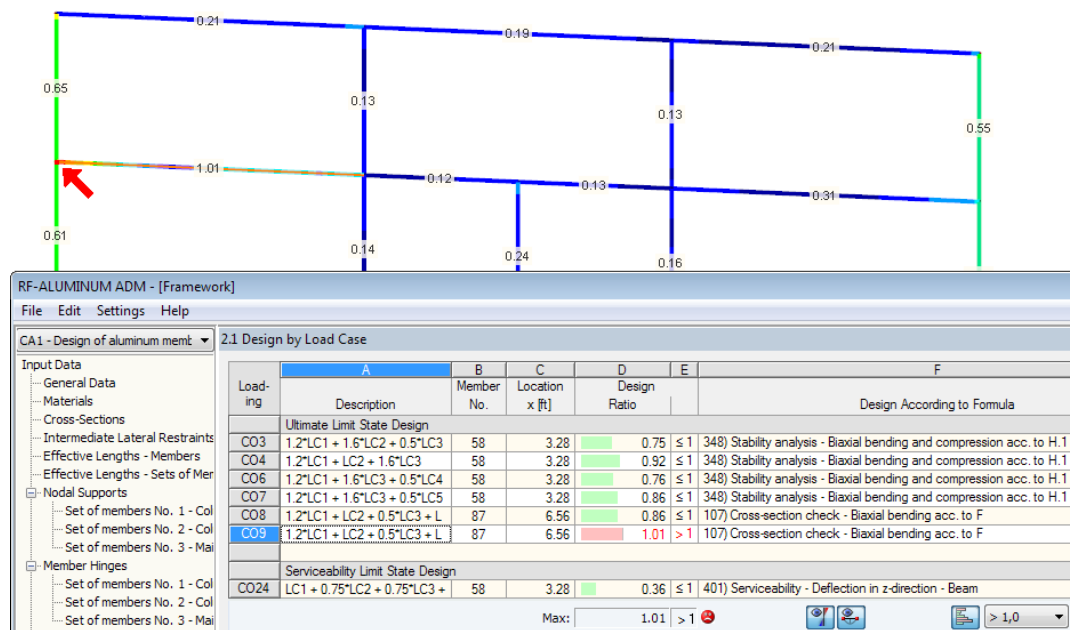 0.21
0.19
0.21
0.65
0.13
0.13
0.55
1.01
0.12
0.13
0.31
0.61
0.14
0.24
0.16
RF-ALUMINUM ADM - [Framework]
File Edit Settings Help
CA1 - Design of aluminum memb
2.1 Design by Load Case
Input Data
General Data
Materials
Cross-Sections
Intermediate Lateral Restraints
Effective Lengths - Members
Effective Lengths - Sets of Mer
Nodal Supports
Set of members No. 1 - Col
Set of members No. 2 - Col
Set of members No. 3 - Mai
Member Hinges
Set of members No. 1 - Col
Set of members No. 2 - Col
Set of members No. 3 - Mai
A B C D E F
Load-ing Description Member No. Location x [ft] Design Ratio Design According to Formula
Ultimate Limit State Design
CO3 1.2*LC1 + 1.6*LC2 + 0.5*LC3 58 3.28 0.75 ≤ 1 348) Stability analysis - Biaxial bending and compression acc. to H.1
CO4 1.2*LC1 + LC2 + 1.6*LC3 58 3.28 0.92 ≤ 1 348) Stability analysis - Biaxial bending and compression acc. to H.1
CO6 1.2*LC1 + 1.6*LC3 + 0.5*LC4 58 3.28 0.76 ≤ 1 348) Stability analysis - Biaxial bending and compression acc. to H.1
CO7 1.2*LC1 + 1.6*LC3 + 0.5*LC5 58 3.28 0.86 ≤ 1 348) Stability analysis - Biaxial bending and compression acc. to H.1
CO8 1.2*LC1 + LC2 + 0.5*LC3 + L 87 6.56 0.86 ≤ 1 107) Cross-section check - Biaxial bending acc. to F
CO9 1.2*LC1 + LC2 + 0.5*LC3 + L 87 6.56 1.01 > 1 107) Cross-section check - Biaxial bending acc. to F
Serviceability Limit State Design
CO24 LC1 + 0.75*LC2 + 0.75*LC3 + 58 3.28 0.36 ≤ 1 401) Serviceability - Deflection in z-direction - Beam
Max: 1.01 > 1
> 1,0